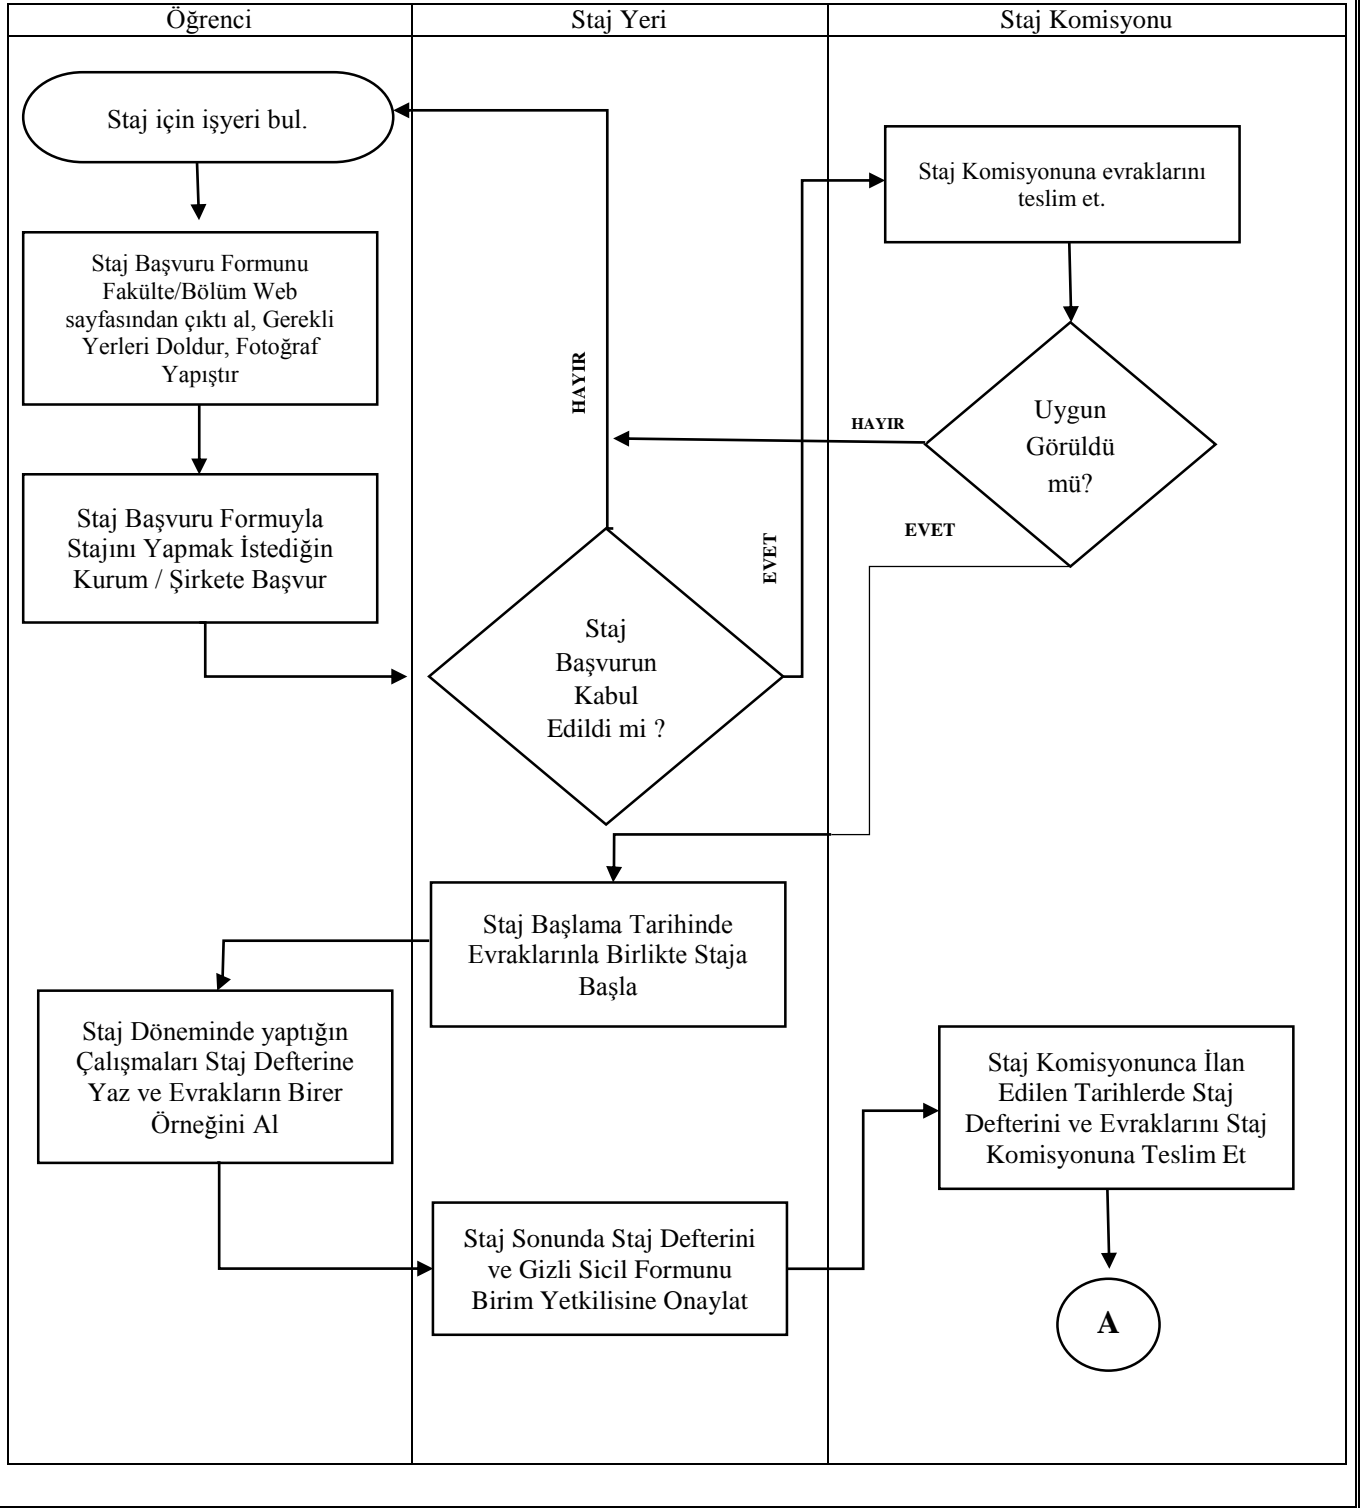 Öğrenci
Staj Yeri
Staj Komisyonu
Staj için işyeri bul.
Staj Başvuru Formunu
Fakülte/Bölüm Web
sayfasından çıktı al, Gerekli
Yerleri Doldur, Fotoğraf
Yapıştır
Staj Başvuru Formuyla
Stajını Yapmak İstediğin
Kurum / Şirkete Başvur
HAYIR
Staj
Başvurun
Kabul
Edildi mi ?
EVET
Staj Komisyonuna evraklarını
teslim et.
Uygun
Görüldü
mü?
HAYIR
EVET
Staj Başlama Tarihinde
Evraklarınla Birlikte Staja
Başla
Staj Döneminde yaptığın
Çalışmaları Staj Defterine
Yaz ve Evrakların Birer
Örneğini Al
Staj Sonunda Staj Defterini
ve Gizli Sicil Formunu
Birim Yetkilisine Onaylat
Staj Komisyonunca İlan
Edilen Tarihlerde Staj
Defterini ve Evraklarını Staj
Komisyonuna Teslim Et
A